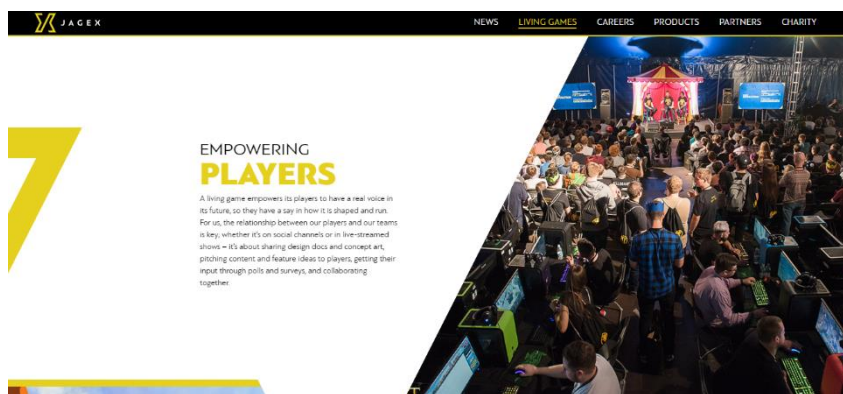 JAGEX
NEWS LIVING GAMES CAREERS PRODUCTS PARTNERS CHARITY
7
EMPOWERING
PLAYERS
A living game empowers its players to have a real voice in
its future, so they have a say in how it is shaped and run.
For us, the relationship between our players and our teams
is key, whether it's on social channels or in live-streamed
shows – it's about sharing design docs and concept art,
pitching content and feature ideas to players, getting their
input through polls and surveys, and collaborating
together.